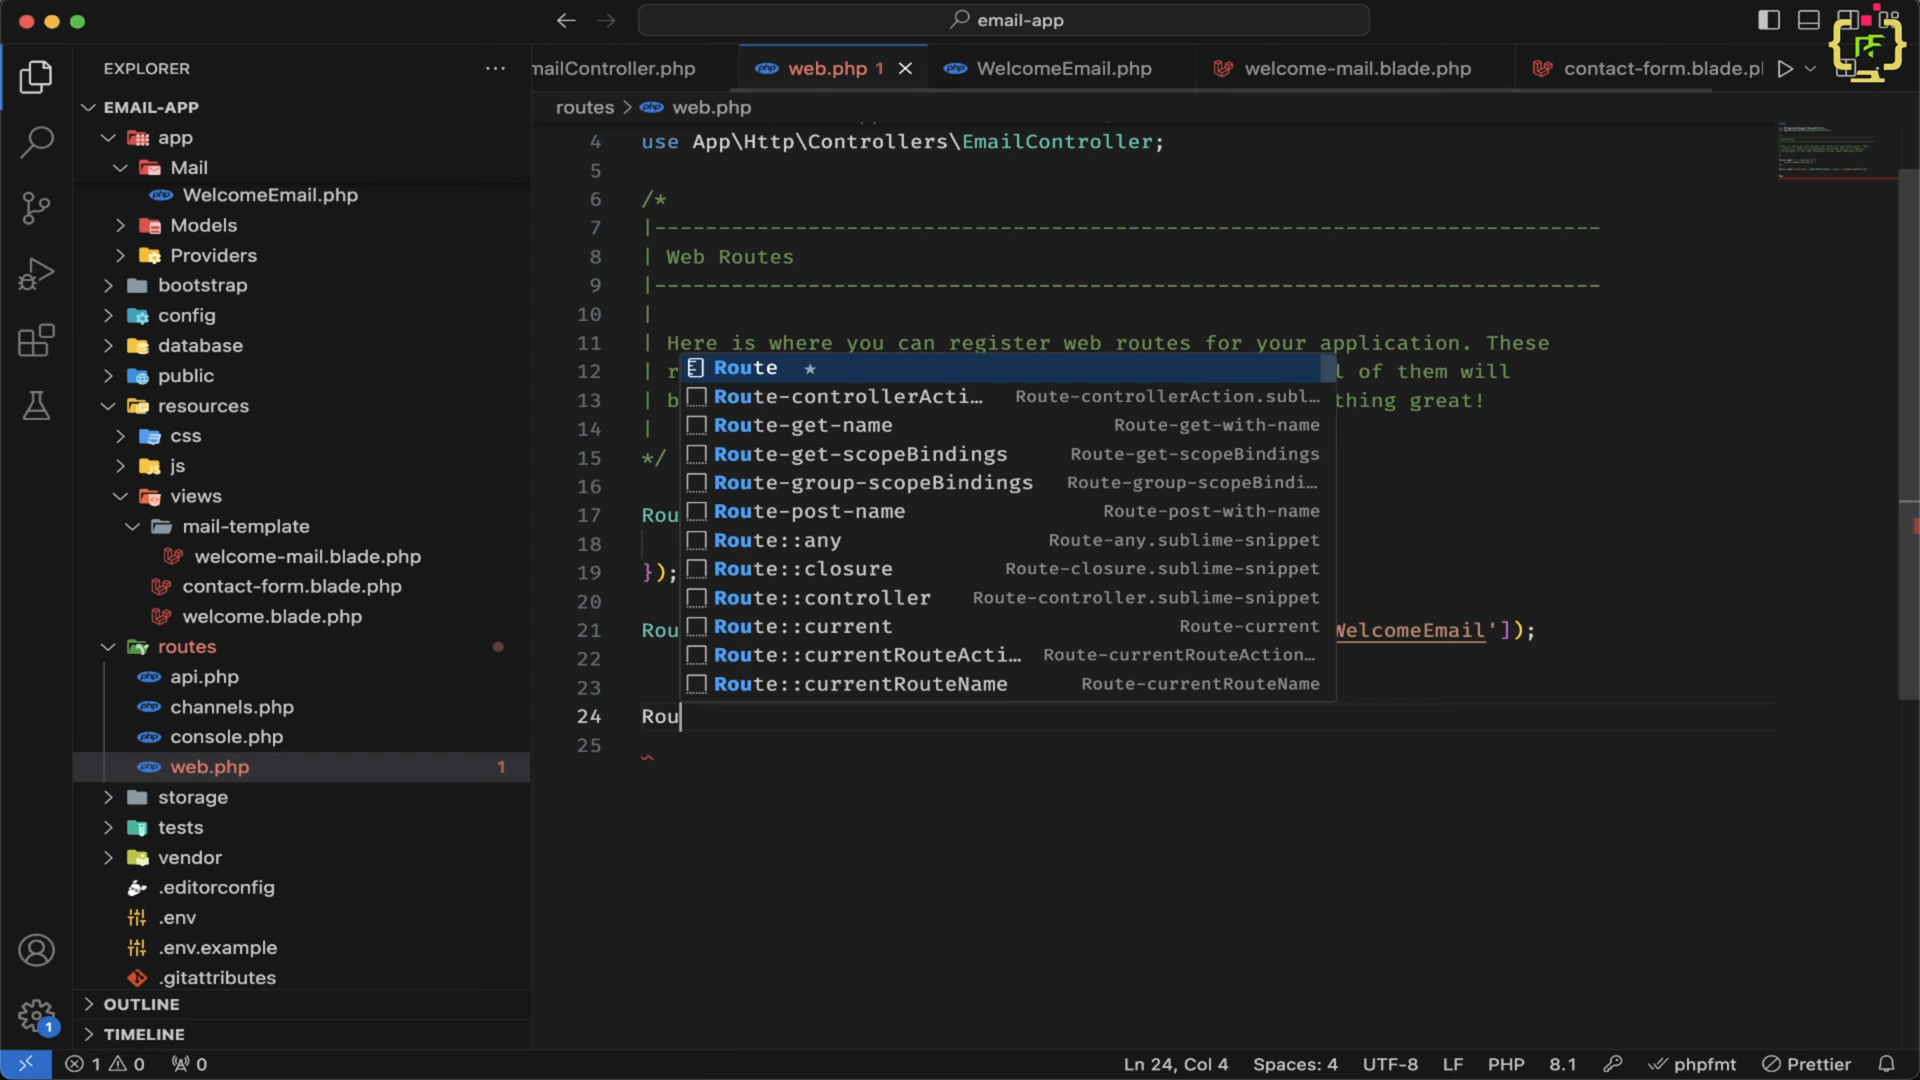 email-app
EXPLORER
EMAIL-APP
app
Mail
WelcomeEmail.php
Models
Providers
bootstrap
config
database
public
resources
css
js
views
mail-template
welcome-mail.blade.php
contact-form.blade.php
welcome.blade.php
routes
api.php
channels.php
console.php
web.php 1
storage
tests
vendor
.editorconfig
.env
.env.example
.gitattributes
OUTLINE
TIMELINE
mailController.php web.php 1 WelcomeEmail.php welcome-mail.blade.php contact-form.blade.pl
routes > web.php
4 use App\Http\Controllers\EmailController;
5
6 /*
7 |--------------------------------------------------------------------------
8 | Web Routes
9 |--------------------------------------------------------------------------
10 |
11 | Here is where you can register web routes for your application. These
12 | r l of them will
13 | b thing great!
14 |
15 */
16
17 Rou
18
19 });
20
21 Rou WelcomeEmail']);
22
23
24 Rou
25
Route ★
Route-controllerActi… Route-controllerAction.subl…
Route-get-name Route-get-with-name
Route-get-scopeBindings Route-get-scopeBindings
Route-group-scopeBindings Route-group-scopeBindi…
Route-post-name Route-post-with-name
Route::any Route-any.sublime-snippet
Route::closure Route-closure.sublime-snippet
Route::controller Route-controller.sublime-snippet
Route::current Route-current
Route::currentRouteActi… Route-currentRouteAction…
Route::currentRouteName Route-currentRouteName
1
1 0 0 Ln 24, Col 4 Spaces: 4 UTF-8 LF PHP 8.1 phpfmt Prettier